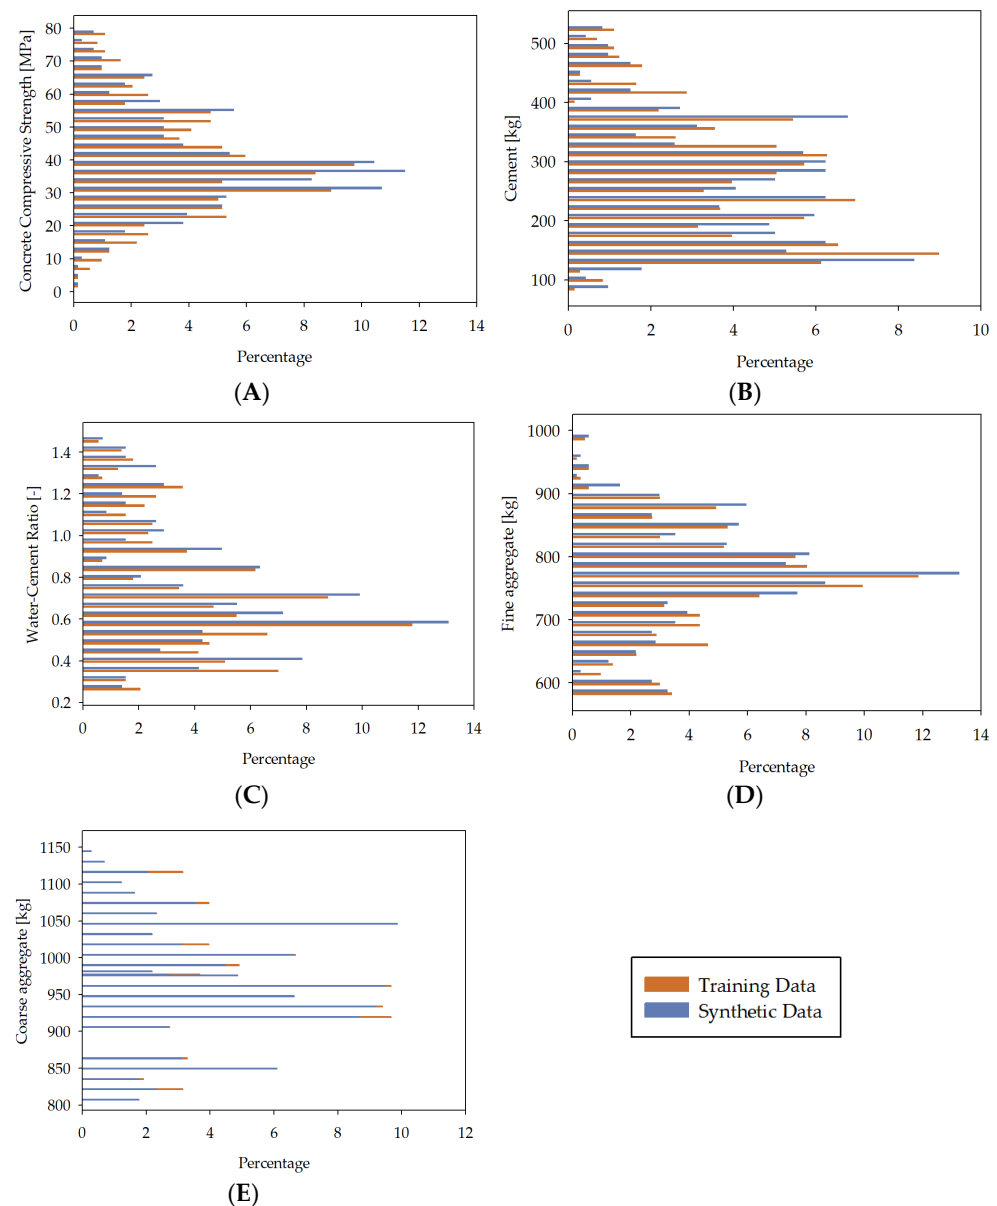 Concrete Compressive Strength [MPa]
80
70
60
50
40
30
20
10
0
0 2 4 6 8 10 12 14
Percentage
(A)
Cement [kg]
500
400
300
200
100
0 2 4 6 8 10
Percentage
(B)
Water-Cement Ratio [-]
1.4
1.2
1.0
0.8
0.6
0.4
0.2
0 2 4 6 8 10 12 14
Percentage
(C)
Fine aggregate [kg]
1000
900
800
700
600
0 2 4 6 8 10 12 14
Percentage
(D)
Coarse aggregate [kg]
1150
1100
1050
1000
950
900
850
800
0 2 4 6 8 10 12
Percentage
(E)
Training Data
Synthetic Data